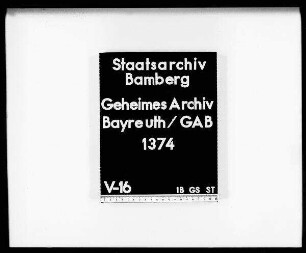 Staatsarchiv
Bamberg
Geheimes Archiv
Bayreuth/GAB
1374
V-16 IB GS ST